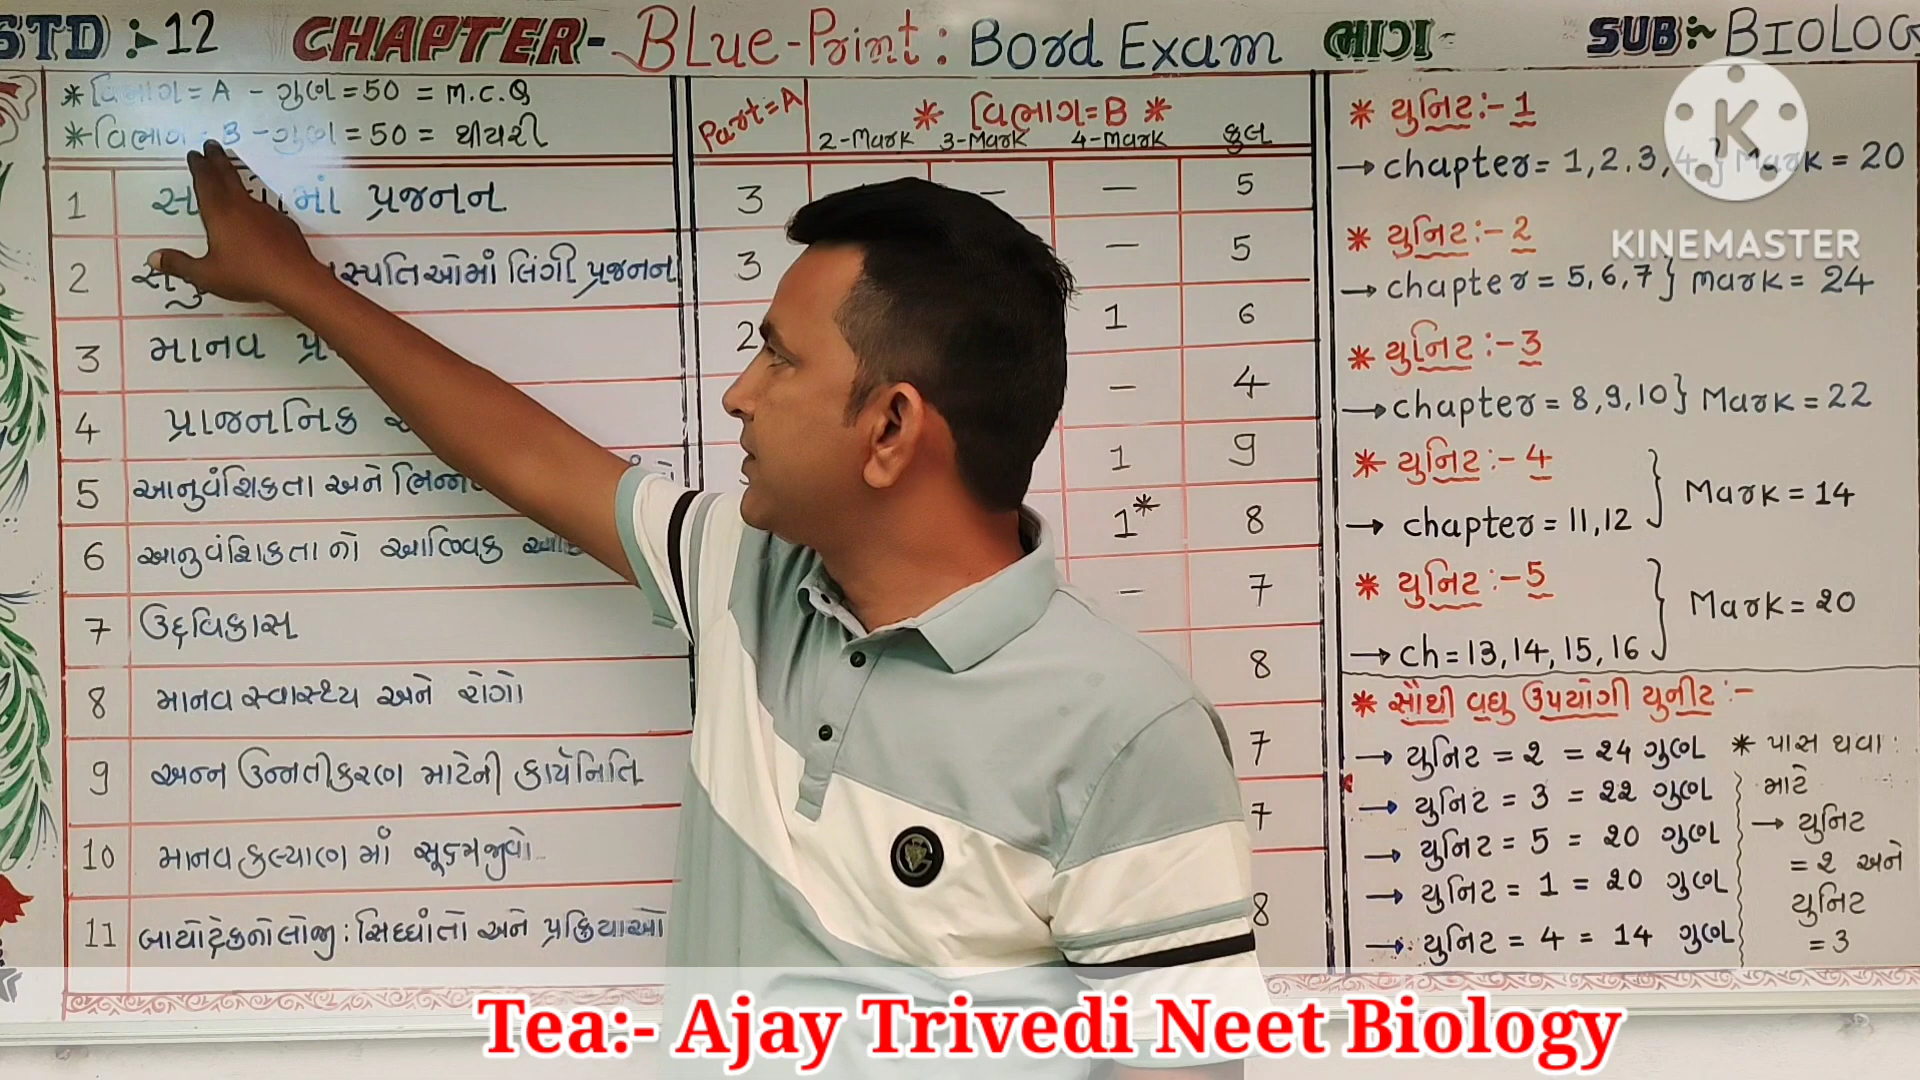 STD :- 12 CHAPTER- BLue-Print : Bord Exam ભાગ:- SUB:~ BIOLOG
* વિભાગ = A - ગુણ = 50 = M.C.Q
* વિભાગ = B - ગુણ = 50 = થીયરી
Part = A
* વિભાગ = B *
2-Mark 3-Mark 4-Mark કુલ
1 પ્રજનન 3 — — 5
2 લિંગી પ્રજનન 3 — 5
3 માનવ 2 1 6
4 પ્રાજનનિક — 4
5 આનુવંશિકતા અને 1 9
6 આનુવંશિકતા નો આણ્વિક 1* 8
7 ઉદ્દવિકાસ — 7
8 માનવ સ્વાસ્થ્ય અને રોગો 8
9 અન્ન ઉન્નતીકરણ માટેની કાર્યનિતિ 7
10 માનવ કલ્યાણ માં સૂક્ષ્મજીવો 7
11 બાયોટેકનોલોજી : સિધ્ધાંતો અને પ્રક્રિયાઓ 8
* યુનિટ :- 1
→ chapter = 1,2.3,4 } Mark = 20
* યુનિટ :- 2
→ chapter = 5,6,7 } Mark = 24
* યુનિટ :- 3
→ chapter = 8,9,10 } Mark = 22
* યુનિટ :- 4
→ chapter = 11,12 } Mark = 14
* યુનિટ :- 5
→ ch = 13,14,15,16 } Mark = 20
* સૌથી વધુ ઉપયોગી યુનીટ :-
→ યુનિટ = 2 = 24 ગુણ
→ યુનિટ = 3 = 22 ગુણ
→ યુનિટ = 5 = 20 ગુણ
→ યુનિટ = 1 = 20 ગુણ
→ યુનિટ = 4 = 14 ગુણ
* પાસ થવા :
માટે
→ યુનિટ
= 2 અને
યુનિટ
= 3
K
KINEMASTER
Tea:- Ajay Trivedi Neet Biology